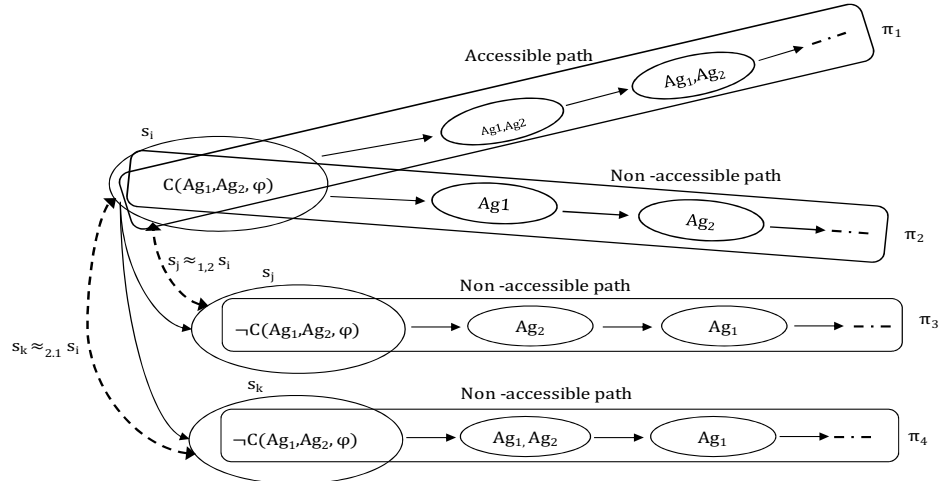 π₁
Accessible path
Ag₁,Ag₂
Ag1,Ag2
sᵢ
C(Ag₁,Ag₂, φ)
Non -accessible path
Ag1
Ag₂
π₂
sⱼ ≈₁,₂ sᵢ
sⱼ
Non -accessible path
¬C(Ag₁,Ag₂, φ)
Ag₂
Ag₁
π₃
sₖ ≈₂.₁ sᵢ
sₖ
Non -accessible path
¬C(Ag₁,Ag₂, φ)
Ag₁, Ag₂
Ag₁
π₄